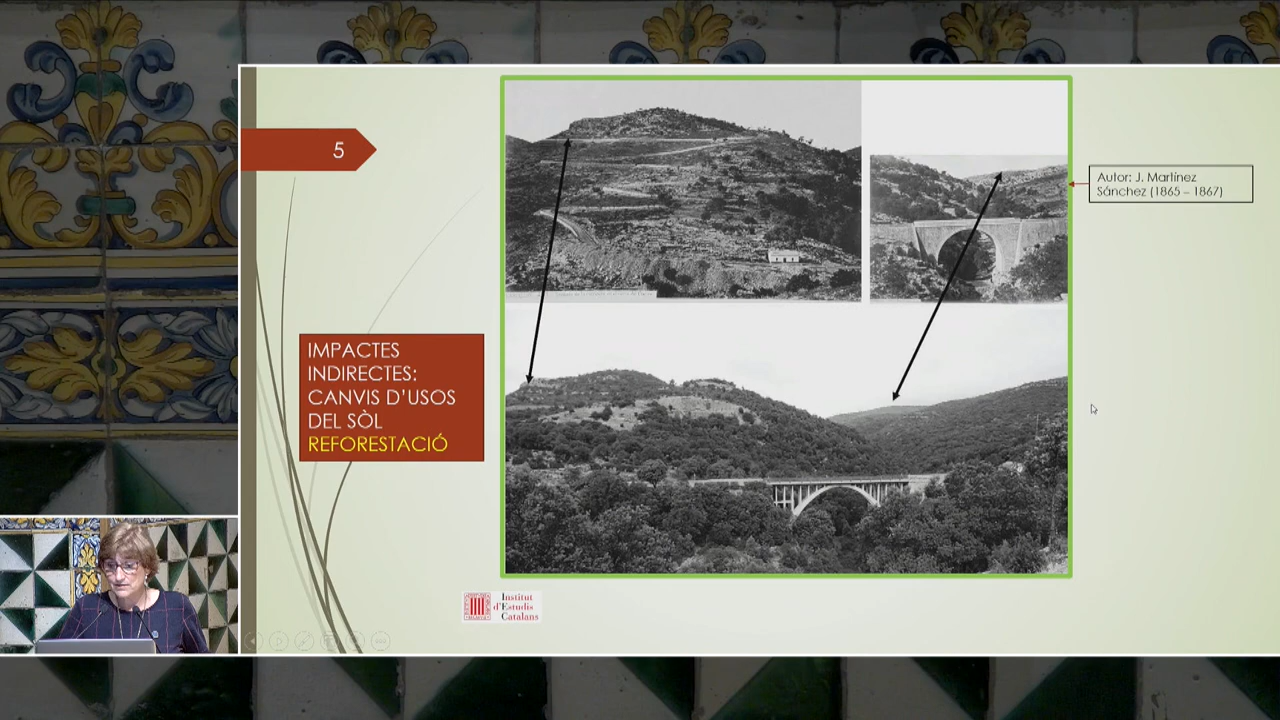 5
Autor: J. Martínez
Sánchez (1865 – 1867)
IMPACTES
INDIRECTES:
CANVIS D'USOS
DEL SÒL
REFORESTACIÓ
Institut
d'Estudis
Catalans